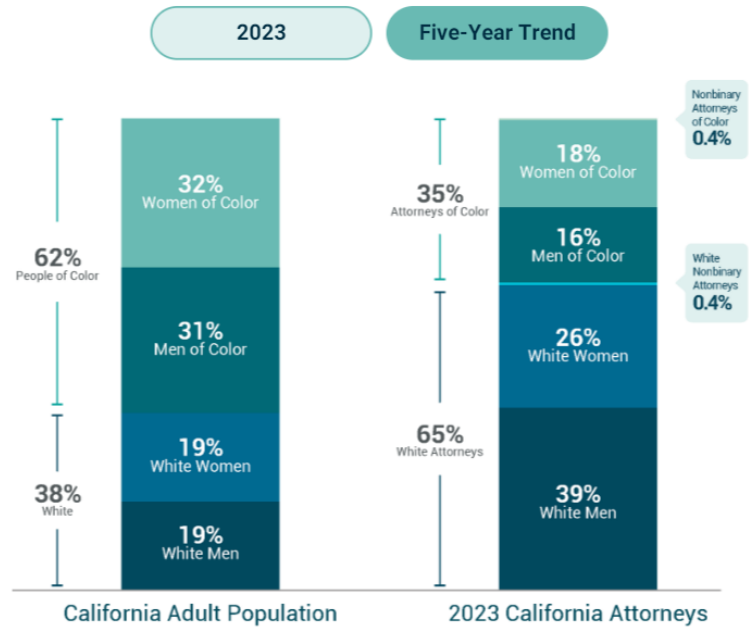 2023
Five-Year Trend
62%
People of Color
38%
White
32%
Women of Color
31%
Men of Color
19%
White Women
19%
White Men
California Adult Population
35%
Attorneys of Color
65%
White Attorneys
18%
Women of Color
16%
Men of Color
26%
White Women
39%
White Men
2023 California Attorneys
Nonbinary
Attorneys
of Color
0.4%
White
Nonbinary
Attorneys
0.4%